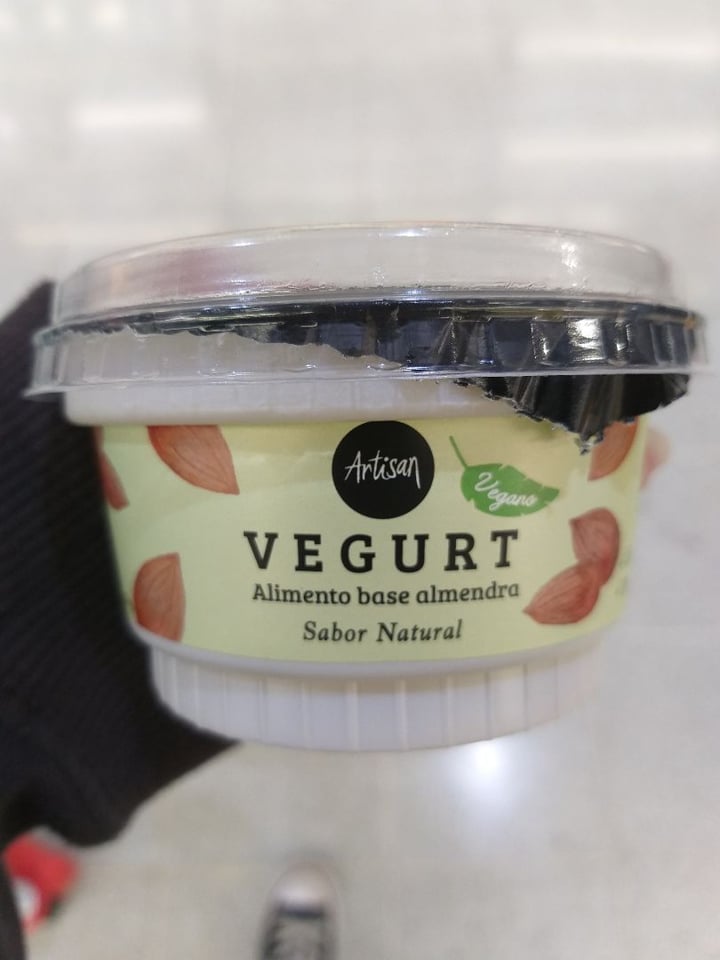 Artisan
Vegano
VEGURT
Alimento base almendra
Sabor Natural